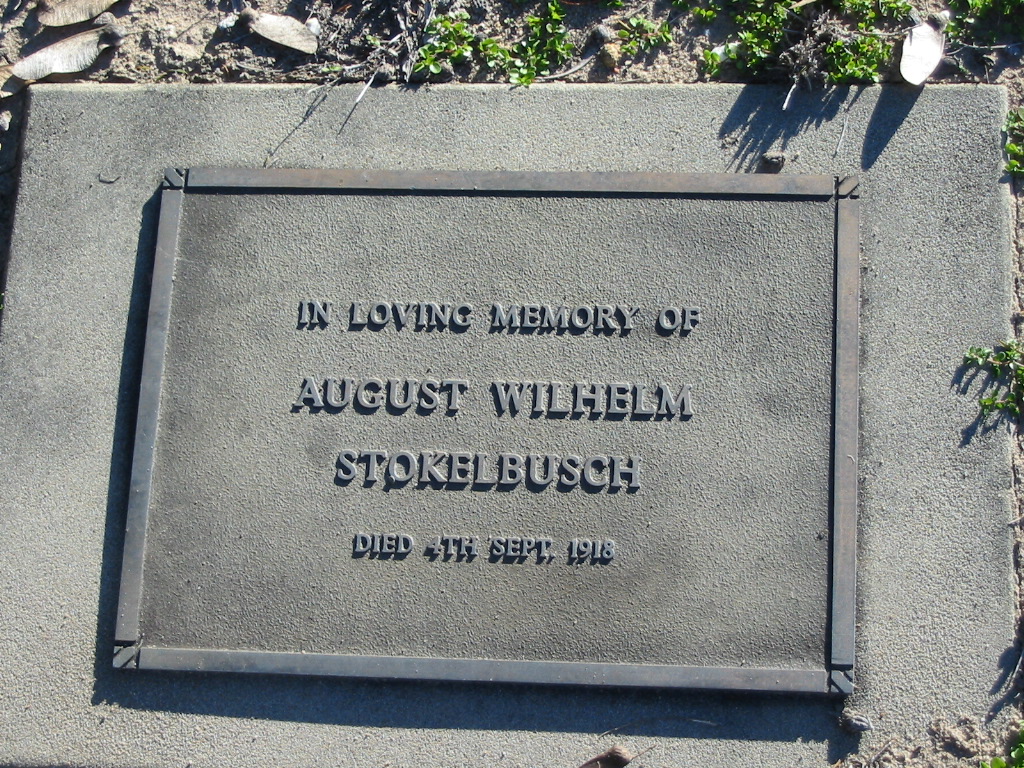 IN LOVING MEMORY OF
AUGUST WILHELM
STOKELBUSCH
DIED 4TH SEPT, 1918